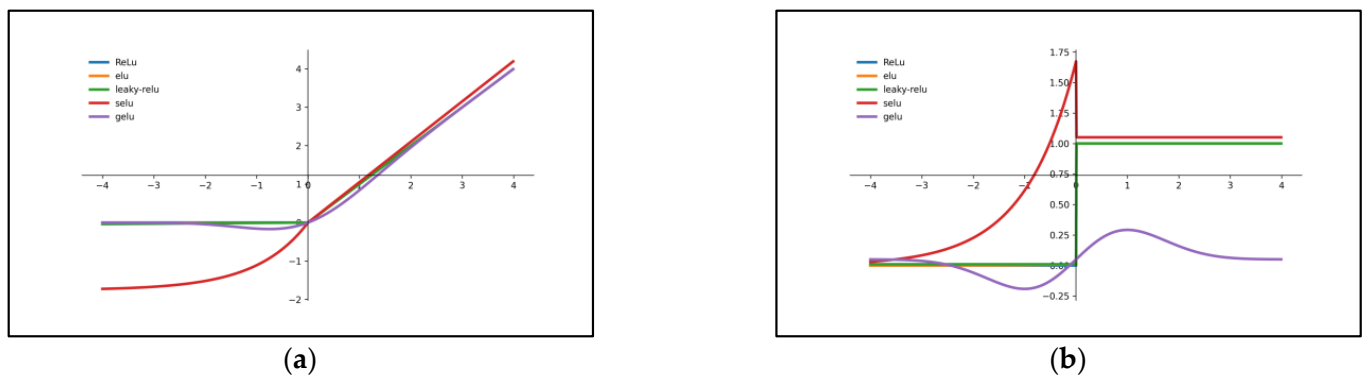 ReLu
elu
leaky-relu
selu
gelu
4
3
2
1
0
−1
−2
−4 −3 −2 −1 0 1 2 3 4
(a)
ReLu
elu
leaky-relu
selu
gelu
1.75
1.50
1.25
1.00
0.75
0.50
0.25
0.00
−0.25
−4 −3 −2 −1 0 1 2 3 4
(b)